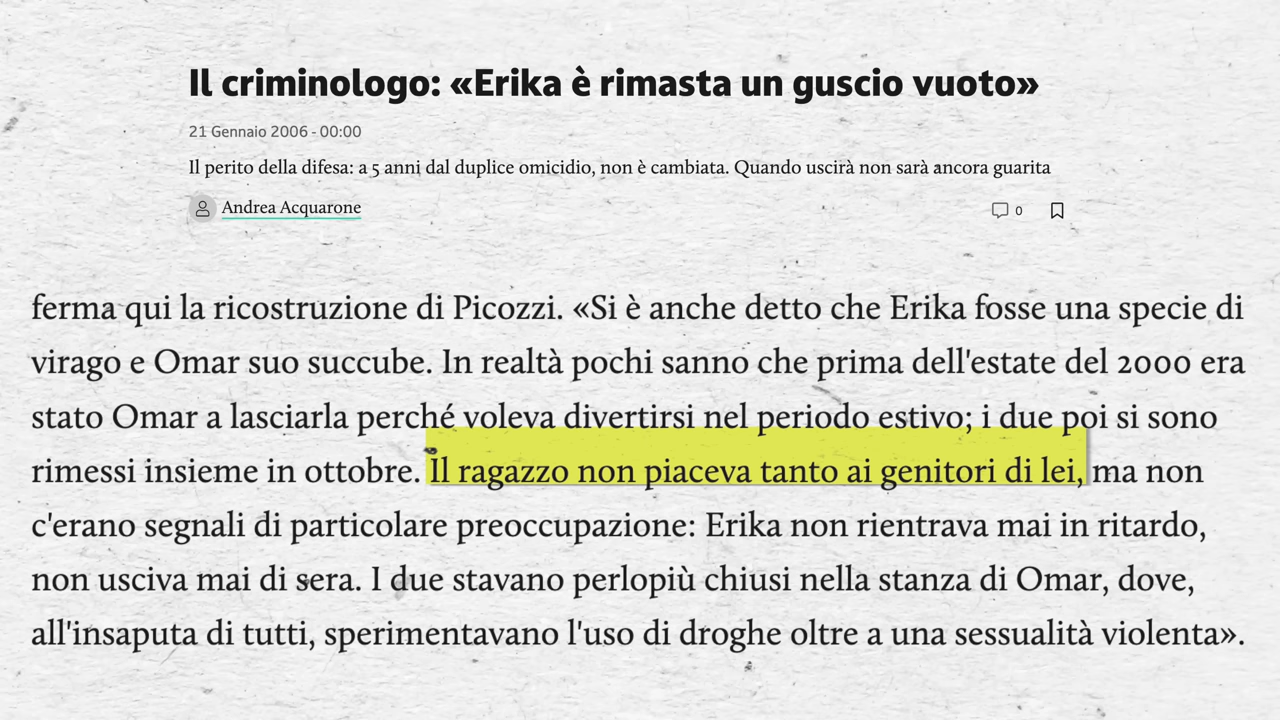 Il criminologo: «Erika è rimasta un guscio vuoto»
21 Gennaio 2006 - 00:00
Il perito della difesa: a 5 anni dal duplice omicidio, non è cambiata. Quando uscirà non sarà ancora guarita
Andrea Acquarone
0
ferma qui la ricostruzione di Picozzi. «Si è anche detto che Erika fosse una specie di
virago e Omar suo succube. In realtà pochi sanno che prima dell'estate del 2000 era
stato Omar a lasciarla perché voleva divertirsi nel periodo estivo; i due poi si sono
rimessi insieme in ottobre. Il ragazzo non piaceva tanto ai genitori di lei, ma non
c'erano segnali di particolare preoccupazione: Erika non rientrava mai in ritardo,
non usciva mai di sera. I due stavano perlopiù chiusi nella stanza di Omar, dove,
all'insaputa di tutti, sperimentavano l'uso di droghe oltre a una sessualità violenta».